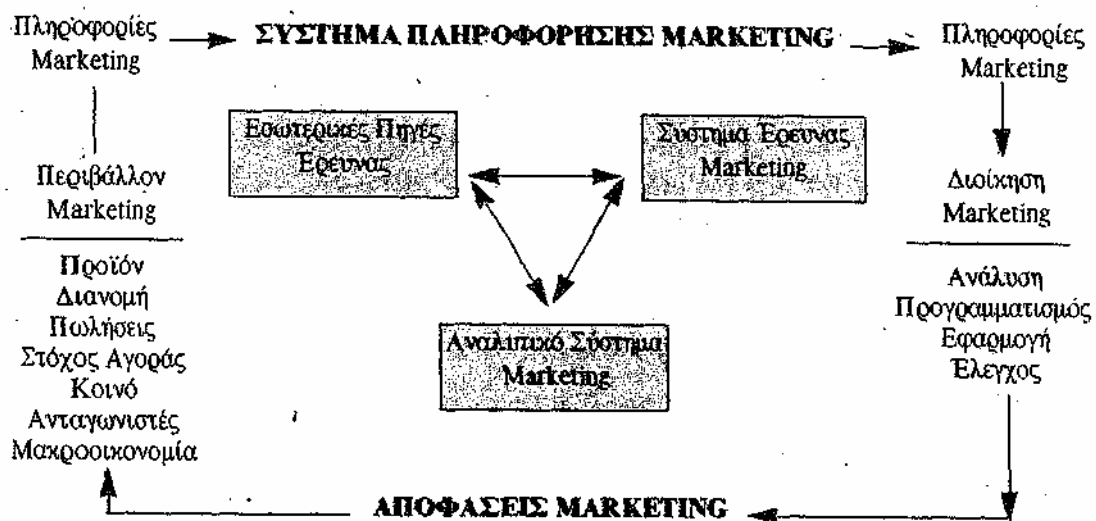 Πληροφορίες
Marketing
ΣΥΣΤΗΜΑ ΠΛΗΡΟΦΟΡΗΣΗΣ MARKETING
Πληροφορίες
Marketing
Εσωτερικές Πηγές
Έρευνας
Σύστημα Έρευνας
Marketing
Περιβάλλον
Marketing
Διοίκηση
Marketing
Προϊόν
Διανομή
Πωλήσεις
Στόχος Αγοράς
Κοινό
Ανταγωνιστές
Μακροοικονομία
Αναλυτικό Σύστημα
Marketing
Ανάλυση
Προγραμματισμός
Εφαρμογή
Έλεγχος
ΑΠΟΦΑΣΕΙΣ MARKETING